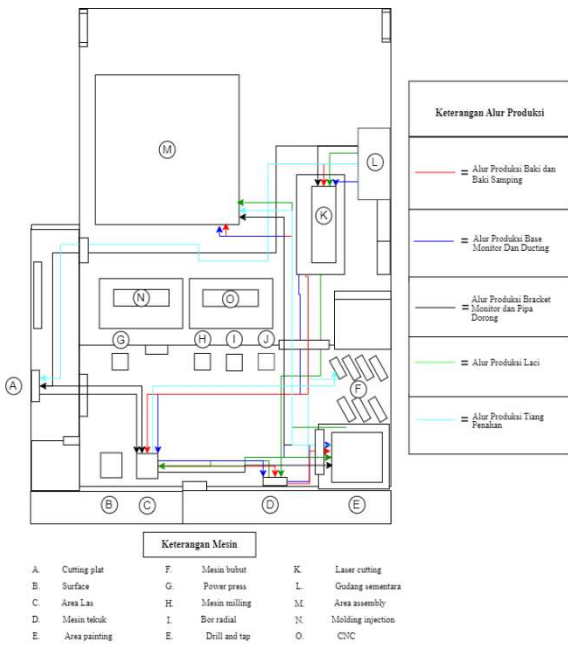 M
L
K
N
O
G
H
I
J
A
F
B
C
D
E
Keterangan Alur Produksi
= Alur Produksi Baki dan
Baki Samping
= Alur Produksi Base
Monitor Dan Ducting
= Alur Produksi Bracket
Monitor dan Pipa
Dorong
= Alur Produksi Laci
= Alur Produksi Tiang
Penahan
Keterangan Mesin
A. Cutting plat
B. Surface
C. Area Las
D. Mesin tekuk
E. Area painting
F. Mesin bubut
G. Power press
H. Mesin milling
I. Bor radial
E. Drill and tap
K. Laser cutting
L. Gudang sementara
M. Area assembly
N. Molding injection
O. CNC